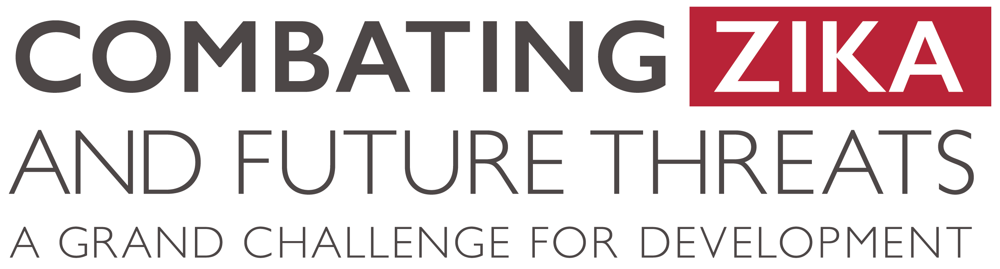 COMBATING ZIKA
AND FUTURE THREATS
A GRAND CHALLENGE FOR DEVELOPMENT